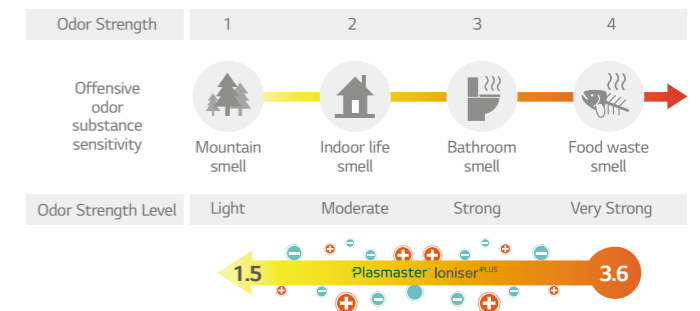 Odor Strength 1 2 3 4
Offensive
odor
substance
sensitivity
Mountain
smell
Indoor life
smell
Bathroom
smell
Food waste
smell
Odor Strength Level Light Moderate Strong Very Strong
1.5 Plasmaster Ioniser+PLUS 3.6